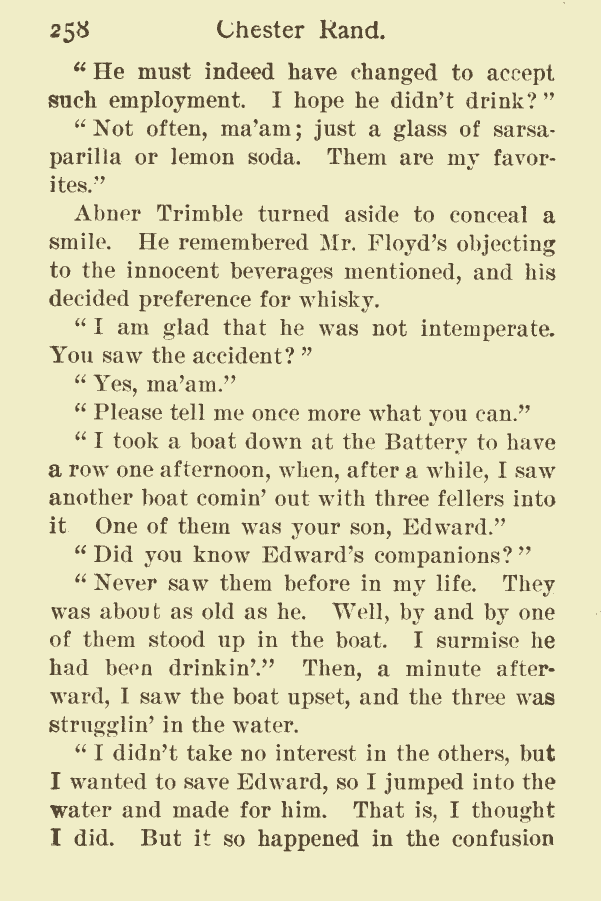 258 Chester Rand.
“ He must indeed have changed to accept
such employment. I hope he didn’t drink? ”
“ Not often, ma’am; just a glass of sarsa-
parilla or lemon soda. Them are my favor-
ites.”
Abner Trimble turned aside to conceal a
smile. He remembered Mr. Floyd’s objecting
to the innocent beverages mentioned, and his
decided preference for whisky.
“ I am glad that he was not intemperate.
You saw the accident? ”
“ Yes, ma’am.”
“ Please tell me once more what you can.”
“ I took a boat down at the Battery to have
a row one afternoon, when, after a while, I saw
another boat comin’ out with three fellers into
it One of them was your son, Edward.”
“ Did you know Edward’s companions? ”
“ Never saw them before in my life. They
was about as old as he. Well, by and by one
of them stood up in the boat. I surmise he
had been drinkin’.” Then, a minute after-
ward, I saw the boat upset, and the three was
strugglin’ in the water.
“ I didn’t take no interest in the others, but
I wanted to save Edward, so I jumped into the
water and made for him. That is, I thought
I did. But it so happened in the confusion